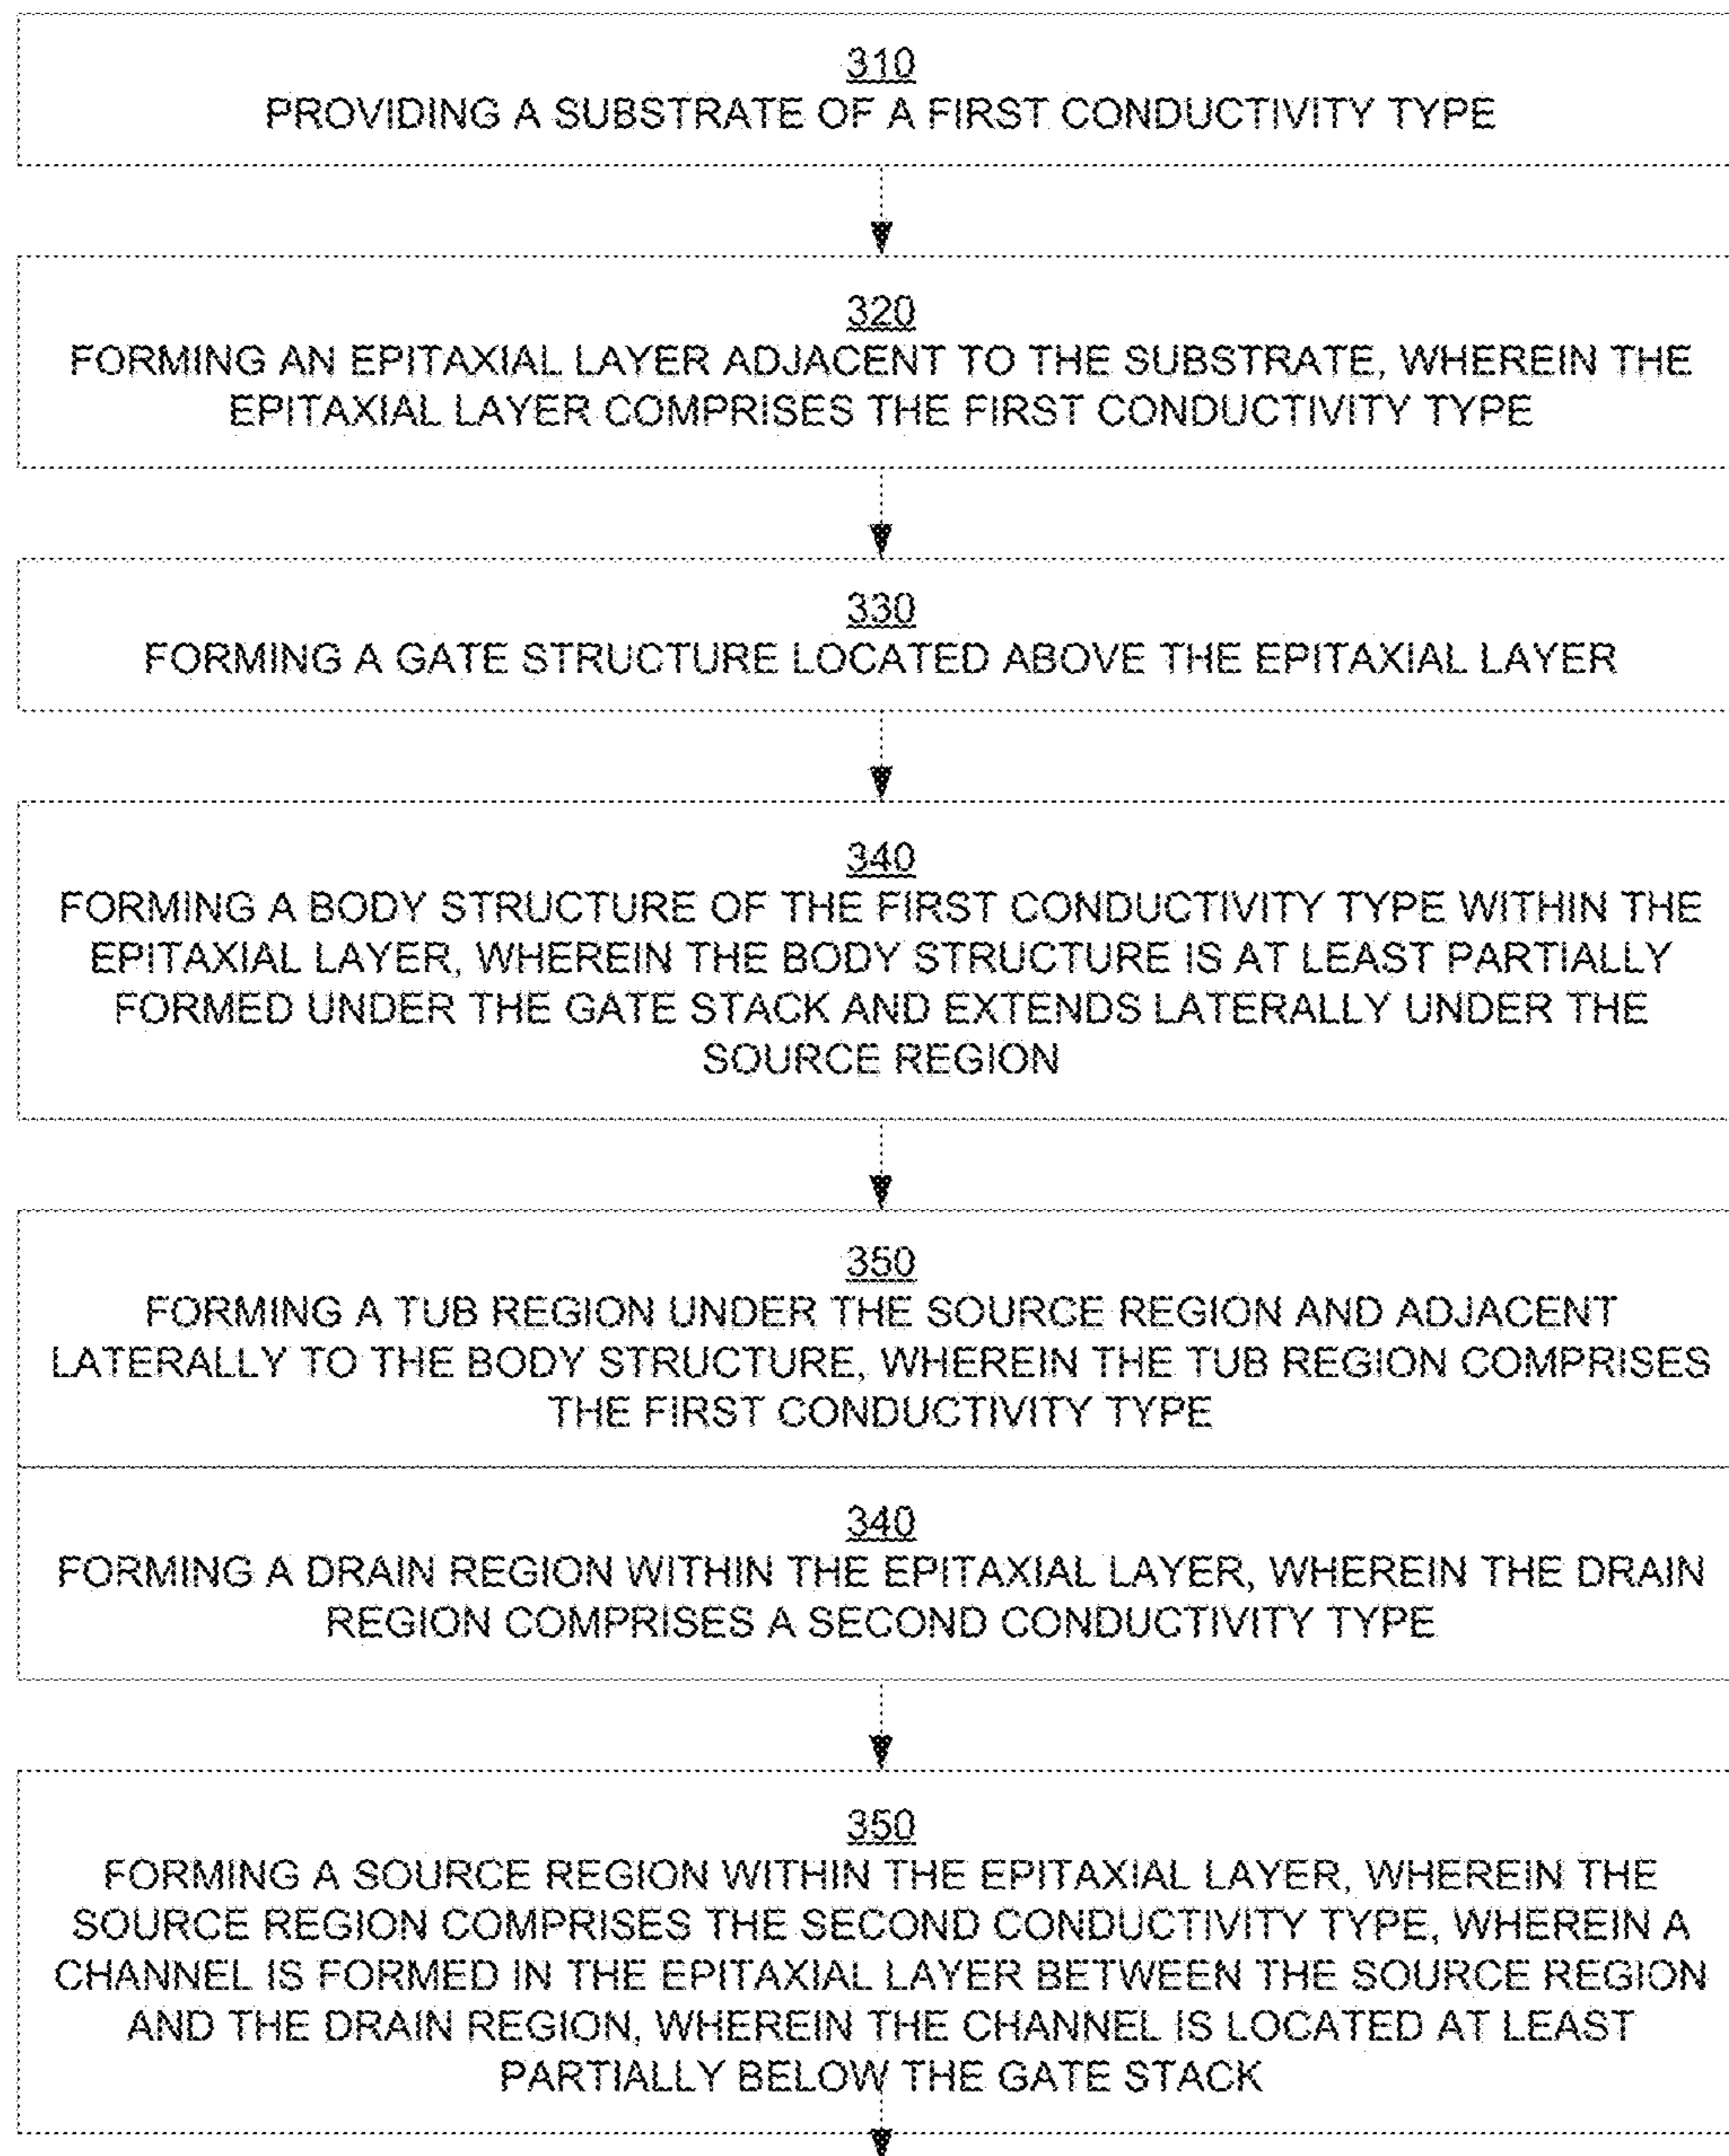 310
PROVIDING A SUBSTRATE OF A FIRST CONDUCTIVITY TYPE
320
FORMING AN EPITAXIAL LAYER ADJACENT TO THE SUBSTRATE, WHEREIN THE
EPITAXIAL LAYER COMPRISES THE FIRST CONDUCTIVITY TYPE
330
FORMING A GATE STRUCTURE LOCATED ABOVE THE EPITAXIAL LAYER
340
FORMING A BODY STRUCTURE OF THE FIRST CONDUCTIVITY TYPE WITHIN THE
EPITAXIAL LAYER, WHEREIN THE BODY STRUCTURE IS AT LEAST PARTIALLY
FORMED UNDER THE GATE STACK AND EXTENDS LATERALLY UNDER THE
SOURCE REGION
350
FORMING A TUB REGION UNDER THE SOURCE REGION AND ADJACENT
LATERALLY TO THE BODY STRUCTURE, WHEREIN THE TUB REGION COMPRISES
THE FIRST CONDUCTIVITY TYPE
340
FORMING A DRAIN REGION WITHIN THE EPITAXIAL LAYER, WHEREIN THE DRAIN
REGION COMPRISES A SECOND CONDUCTIVITY TYPE
350
FORMING A SOURCE REGION WITHIN THE EPITAXIAL LAYER, WHEREIN THE
SOURCE REGION COMPRISES THE SECOND CONDUCTIVITY TYPE, WHEREIN A
CHANNEL IS FORMED IN THE EPITAXIAL LAYER BETWEEN THE SOURCE REGION
AND THE DRAIN REGION, WHEREIN THE CHANNEL IS LOCATED AT LEAST
PARTIALLY BELOW THE GATE STACK